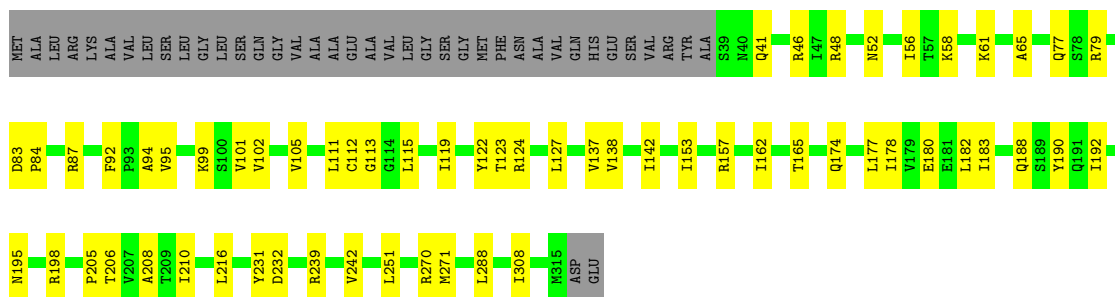 MET ALA LEU ARG LYS ALA VAL LEU SER LEU GLY LEU SER GLN GLY VAL ALA ALA GLU ALA VAL LEU GLY SER GLY MET PHE ASN ALA VAL VAL GLN HIS GLU SER VAL ARG TYR ALA S39 N40 Q41 R46 I47 R48 N52 I56 T57 K58 K61 A65 Q77 S78 R79
D83 P84 R87 F92 P93 A94 V95 K99 S100 V101 V102 V105 L111 C112 G113 G114 L115 I119 Y122 T123 R124 L127 V137 V138 I142 I153 R157 I162 T165 Q174 L177 I178 V179 E180 E181 L182 I183 Q188 S189 Y190 Q191 I192
N195 R198 P205 T206 V207 A208 T209 I210 L216 Y231 D232 R239 V242 L251 R270 M271 L288 I308 M315 ASP GLU